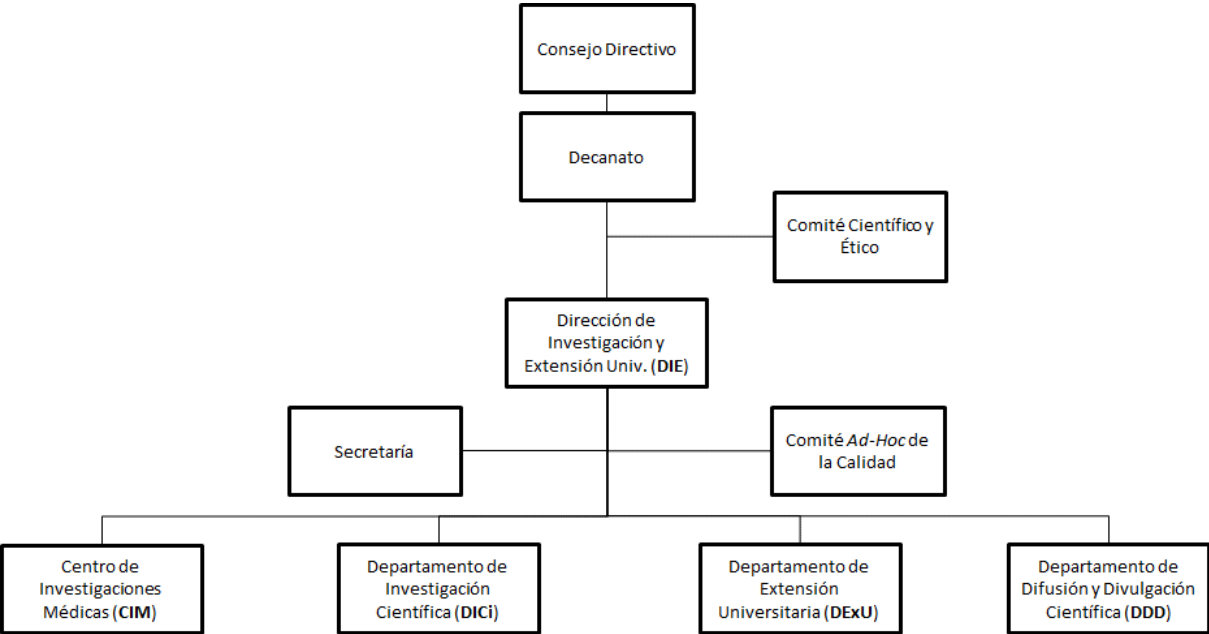 Consejo Directivo
Decanato
Comité Científico y
Ético
Dirección de
Investigación y
Extensión Univ. (DIE)
Secretaría
Comité Ad-Hoc de
la Calidad
Centro de
Investigaciones
Médicas (CIM)
Departamento de
Investigación
Científica (DICi)
Departamento de
Extensión
Universitaria (DExU)
Departamento de
Difusión y Divulgación
Científica (DDD)